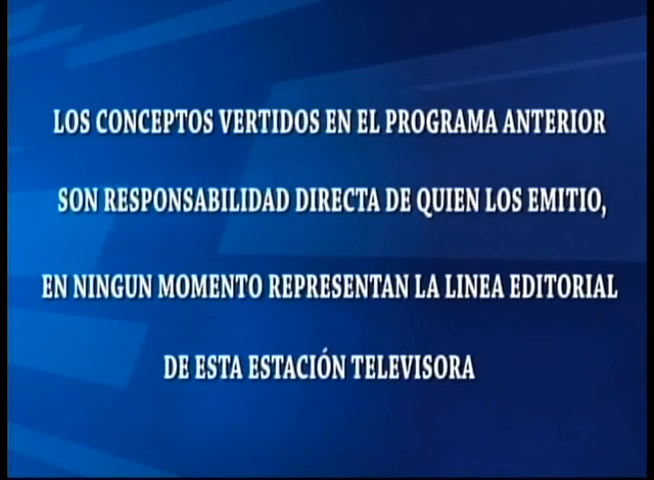 LOS CONCEPTOS VERTIDOS EN EL PROGRAMA ANTERIOR
SON RESPONSABILIDAD DIRECTA DE QUIEN LOS EMITIO,
EN NINGUN MOMENTO REPRESENTAN LA LINEA EDITORIAL
DE ESTA ESTACIÓN TELEVISORA